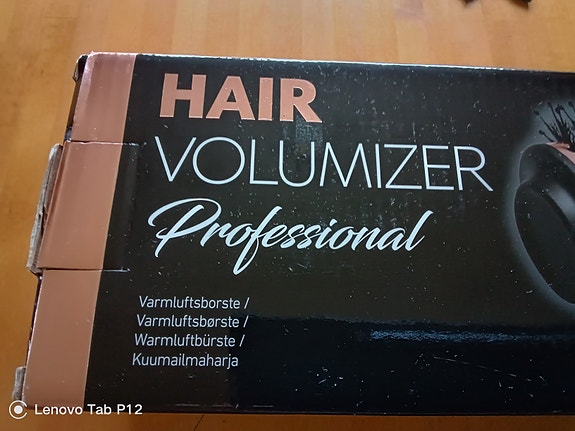 HAIR
VOLUMIZER
Professional
Varmluftsborste /
Varmluftsbørste /
Warmluftbürste /
Kuumailmaharja
Lenovo Tab P12